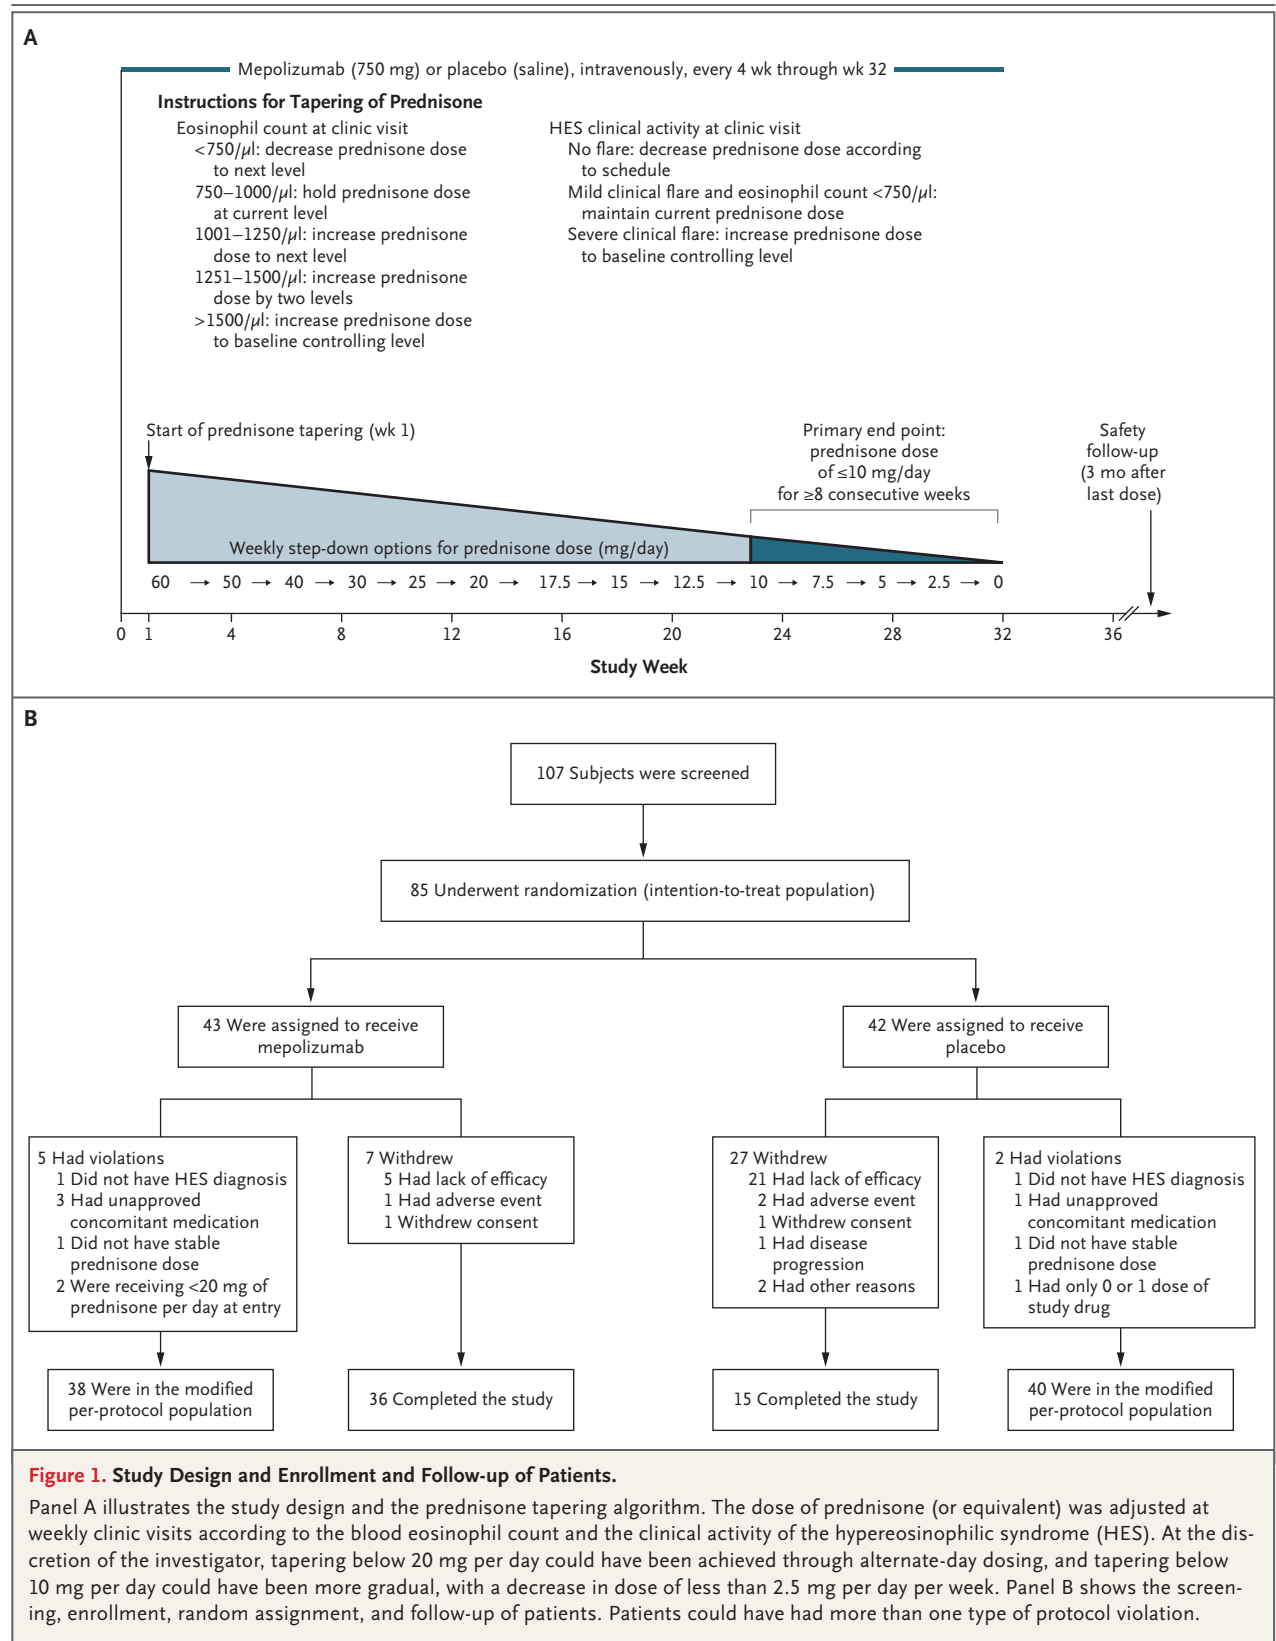 A
Mepolizumab (750 mg) or placebo (saline), intravenously, every 4 wk through wk 32
Instructions for Tapering of Prednisone
Eosinophil count at clinic visit
<750/µl: decrease prednisone dose
to next level
750–1000/µl: hold prednisone dose
at current level
1001–1250/µl: increase prednisone
dose to next level
1251–1500/µl: increase prednisone
dose by two levels
>1500/µl: increase prednisone dose
to baseline controlling level
HES clinical activity at clinic visit
No flare: decrease prednisone dose according
to schedule
Mild clinical flare and eosinophil count <750/µl:
maintain current prednisone dose
Severe clinical flare: increase prednisone dose
to baseline controlling level
Start of prednisone tapering (wk 1)
Primary end point:
prednisone dose
of ≤10 mg/day
for ≥8 consecutive weeks
Safety
follow-up
(3 mo after
last dose)
Weekly step-down options for prednisone dose (mg/day)
60 → 50 → 40 → 30 → 25 → 20 → 17.5 → 15 → 12.5 → 10 → 7.5 → 5 → 2.5 → 0
0 1 4 8 12 16 20 24 28 32 36
Study Week
B
107 Subjects were screened
85 Underwent randomization (intention-to-treat population)
43 Were assigned to receive
mepolizumab
42 Were assigned to receive
placebo
5 Had violations
1 Did not have HES diagnosis
3 Had unapproved
concomitant medication
1 Did not have stable
prednisone dose
2 Were receiving <20 mg of
prednisone per day at entry
7 Withdrew
5 Had lack of efficacy
1 Had adverse event
1 Withdrew consent
27 Withdrew
21 Had lack of efficacy
2 Had adverse event
1 Withdrew consent
1 Had disease
progression
2 Had other reasons
2 Had violations
1 Did not have HES diagnosis
1 Had unapproved
concomitant medication
1 Did not have stable
prednisone dose
1 Had only 0 or 1 dose of
study drug
38 Were in the modified
per-protocol population
36 Completed the study
15 Completed the study
40 Were in the modified
per-protocol population
Figure 1. Study Design and Enrollment and Follow-up of Patients.
Panel A illustrates the study design and the prednisone tapering algorithm. The dose of prednisone (or equivalent) was adjusted at
weekly clinic visits according to the blood eosinophil count and the clinical activity of the hypereosinophilic syndrome (HES). At the dis-
cretion of the investigator, tapering below 20 mg per day could have been achieved through alternate-day dosing, and tapering below
10 mg per day could have been more gradual, with a decrease in dose of less than 2.5 mg per day per week. Panel B shows the screen-
ing, enrollment, random assignment, and follow-up of patients. Patients could have had more than one type of protocol violation.